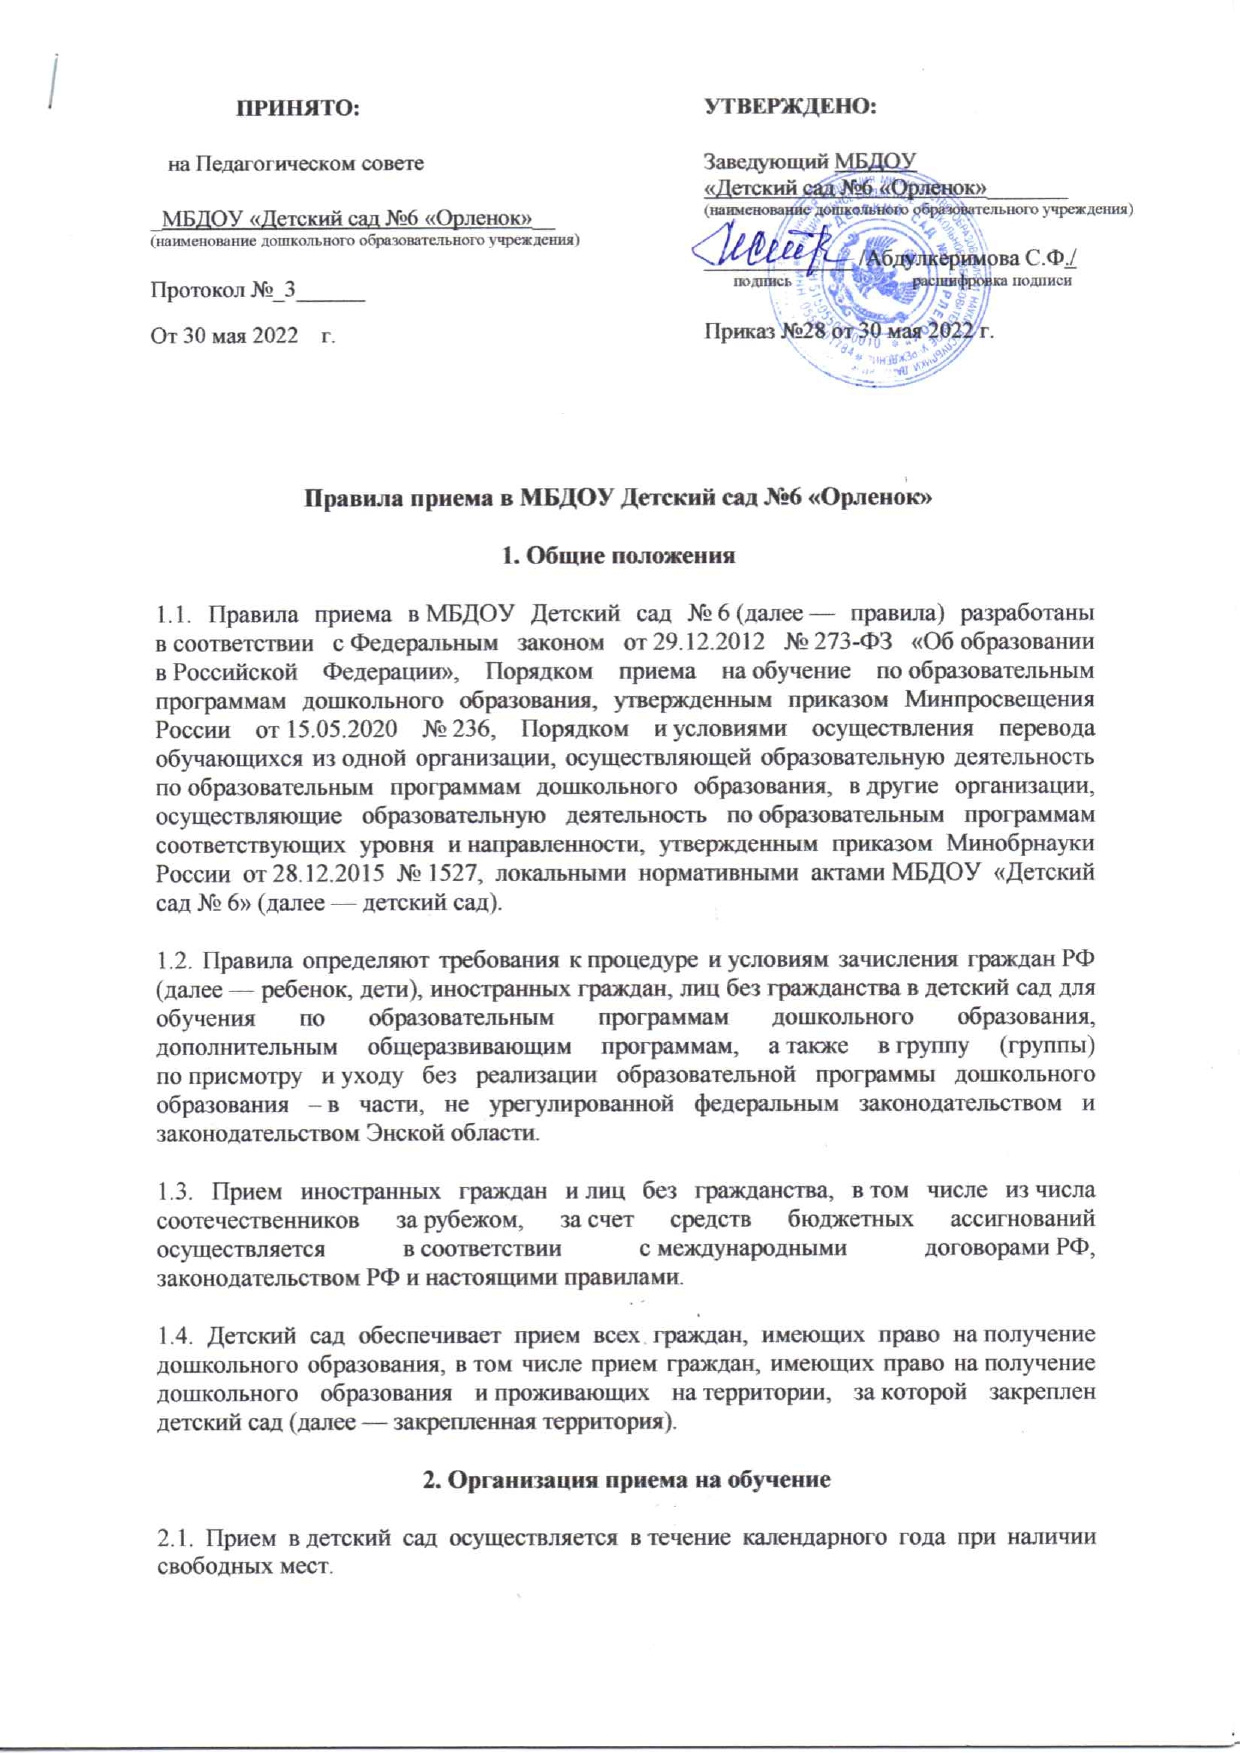 ПРИНЯТО:
на Педагогическом совете
МБДОУ «Детский сад №6 «Орленок»__
(наименование дошкольного образовательного учреждения)
Протокол №_3______
От 30 мая 2022 г.
УТВЕРЖДЕНО:
Заведующий МБДОУ
«Детский сад №6 «Орленок»_______
(наименование дошкольного образовательного учреждения)
_____________/Абдулкеримова С.Ф./
подпись расшифровка подписи
Приказ №28 от 30 мая 2022 г.
Правила приема в МБДОУ Детский сад №6 «Орленок»
1. Общие положения
1.1. Правила приема в МБДОУ Детский сад № 6 (далее — правила) разработаны
в соответствии с Федеральным законом от 29.12.2012 № 273-ФЗ «Об образовании
в Российской Федерации», Порядком приема на обучение по образовательным
программам дошкольного образования, утвержденным приказом Минпросвещения
России от 15.05.2020 № 236, Порядком и условиями осуществления перевода
обучающихся из одной организации, осуществляющей образовательную деятельность
по образовательным программам дошкольного образования, в другие организации,
осуществляющие образовательную деятельность по образовательным программам
соответствующих уровня и направленности, утвержденным приказом Минобрнауки
России от 28.12.2015 № 1527, локальными нормативными актами МБДОУ «Детский
сад № 6» (далее — детский сад).
1.2. Правила определяют требования к процедуре и условиям зачисления граждан РФ
(далее — ребенок, дети), иностранных граждан, лиц без гражданства в детский сад для
обучения по образовательным программам дошкольного образования,
дополнительным общеразвивающим программам, а также в группу (группы)
по присмотру и уходу без реализации образовательной программы дошкольного
образования – в части, не урегулированной федеральным законодательством и
законодательством Энской области.
1.3. Прием иностранных граждан и лиц без гражданства, в том числе из числа
соотечественников за рубежом, за счет средств бюджетных ассигнований
осуществляется в соответствии с международными договорами РФ,
законодательством РФ и настоящими правилами.
1.4. Детский сад обеспечивает прием всех граждан, имеющих право на получение
дошкольного образования, в том числе прием граждан, имеющих право на получение
дошкольного образования и проживающих на территории, за которой закреплен
детский сад (далее — закрепленная территория).
2. Организация приема на обучение
2.1. Прием в детский сад осуществляется в течение календарного года при наличии
свободных мест.